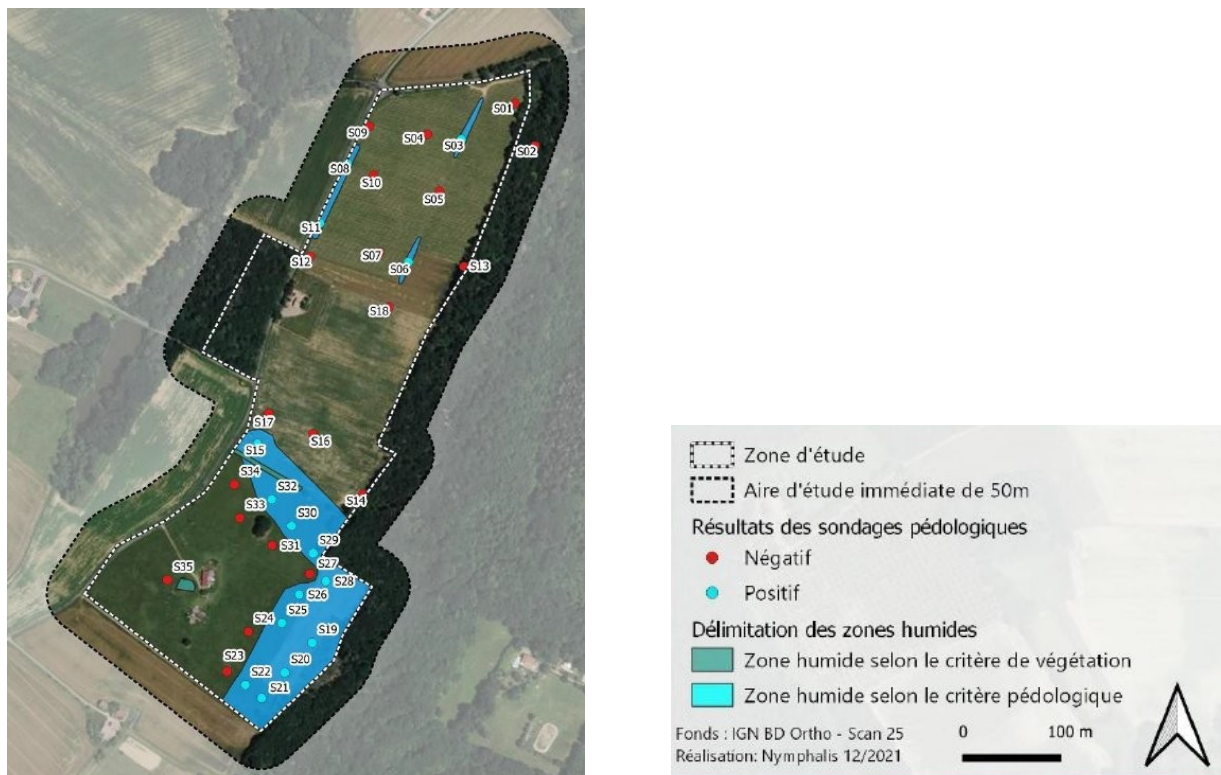 S01
S09
S04
S03
S02
S08
S10
S05
S11
S07
S12
S06
S13
S18
S17
S16
S15
S34
S14
S32
S33
S30
S31
S29
S27
S35
S28
S26
S25
S24
S19
S23
S20
S22
S21
Zone d'étude
Aire d'étude immédiate de 50m
Résultats des sondages pédologiques
Négatif
Positif
Délimitation des zones humides
Zone humide selon le critère de végétation
Zone humide selon le critère pédologique
Fonds : IGN BD Ortho - Scan 25
Réalisation: Nymphalis 12/2021
0 100 m